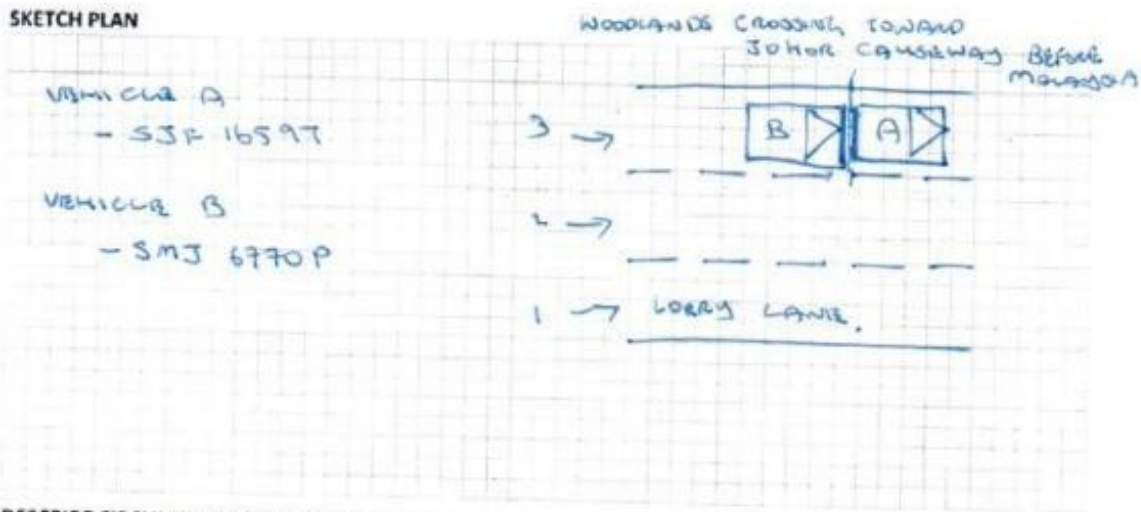 SKETCH PLAN
WOODLANDS CROSSING TOWARD
JOHOR CAUSEWAY BEFORE
MALAYSIA
VEHICLE A
- SJF 1659T
3 → B A
VEHICLE B
- SMJ 6770P
2 →
1 → LORRY LANE.